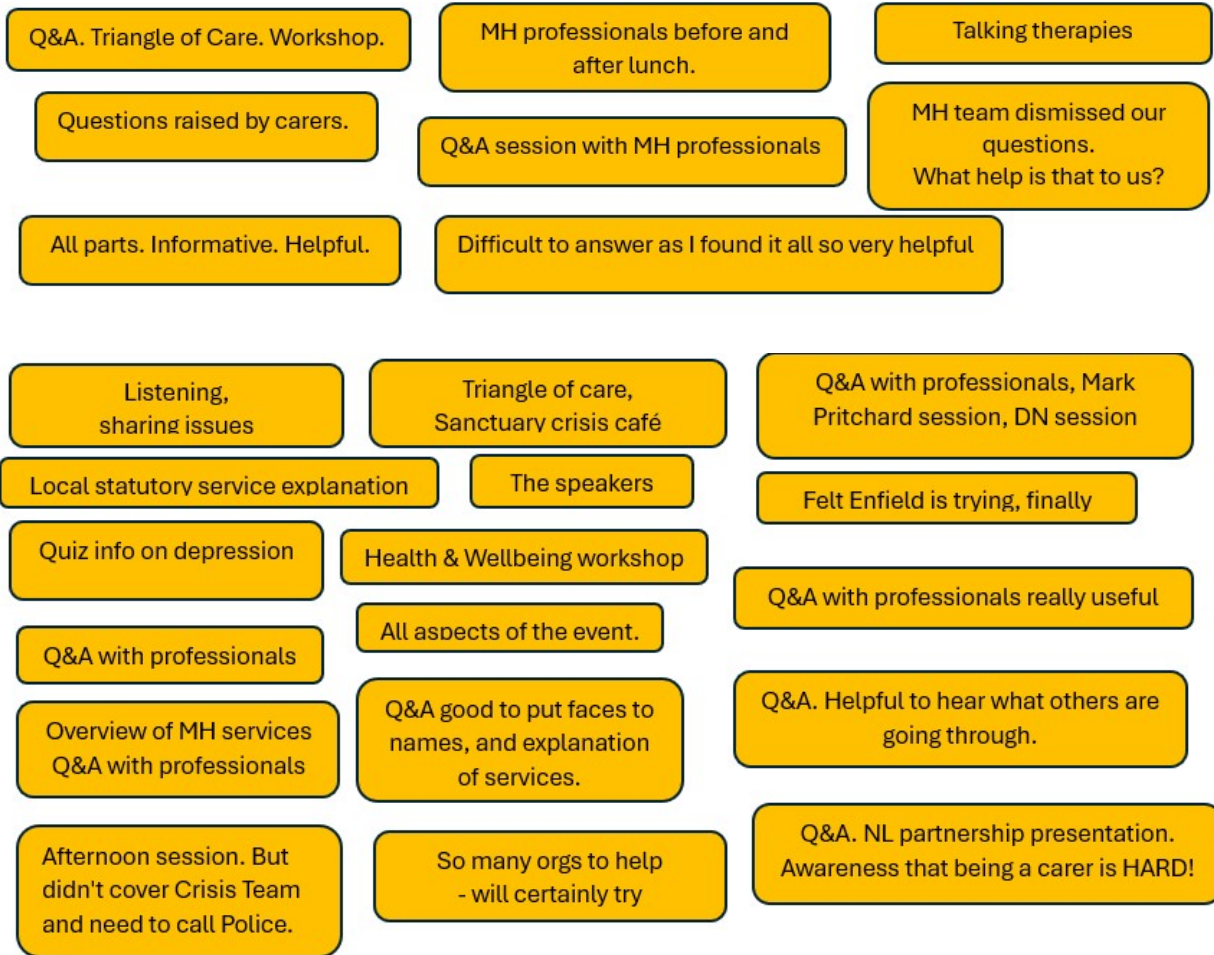 Q&A. Triangle of Care. Workshop.
MH professionals before and
after lunch.
Talking therapies
Questions raised by carers.
Q&A session with MH professionals
MH team dismissed our
questions.
What help is that to us?
All parts. Informative. Helpful.
Difficult to answer as I found it all so very helpful
Listening,
sharing issues
Triangle of care,
Sanctuary crisis café
Q&A with professionals, Mark
Pritchard session, DN session
Local statutory service explanation
The speakers
Felt Enfield is trying, finally
Quiz info on depression
Health & Wellbeing workshop
Q&A with professionals really useful
All aspects of the event.
Q&A with professionals
Q&A. Helpful to hear what others are
going through.
Overview of MH services
Q&A with professionals
Q&A good to put faces to
names, and explanation
of services.
Afternoon session. But
didn't cover Crisis Team
and need to call Police.
So many orgs to help
- will certainly try
Q&A. NL partnership presentation.
Awareness that being a carer is HARD!